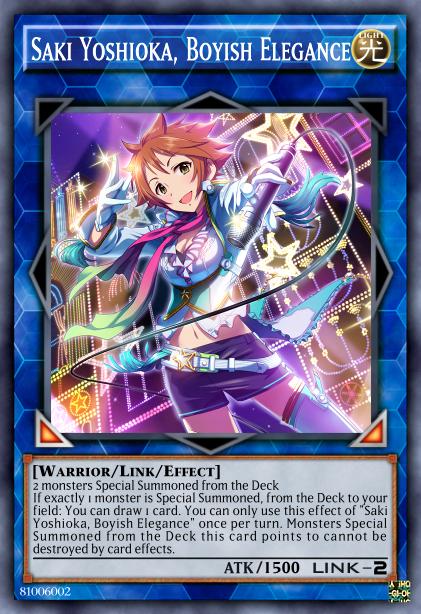 SAKI YOSHIOKA, BOYISH ELEGANCE
LIGHT
光
[WARRIOR/LINK/EFFECT]
2 monsters Special Summoned from the Deck
If exactly 1 monster is Special Summoned, from the Deck to your
field: You can draw 1 card. You can only use this effect of "Saki
Yoshioka, Boyish Elegance" once per turn. Monsters Special
Summoned from the Deck this card points to cannot be
destroyed by card effects.
ATK/1500 LINK-2
81006002